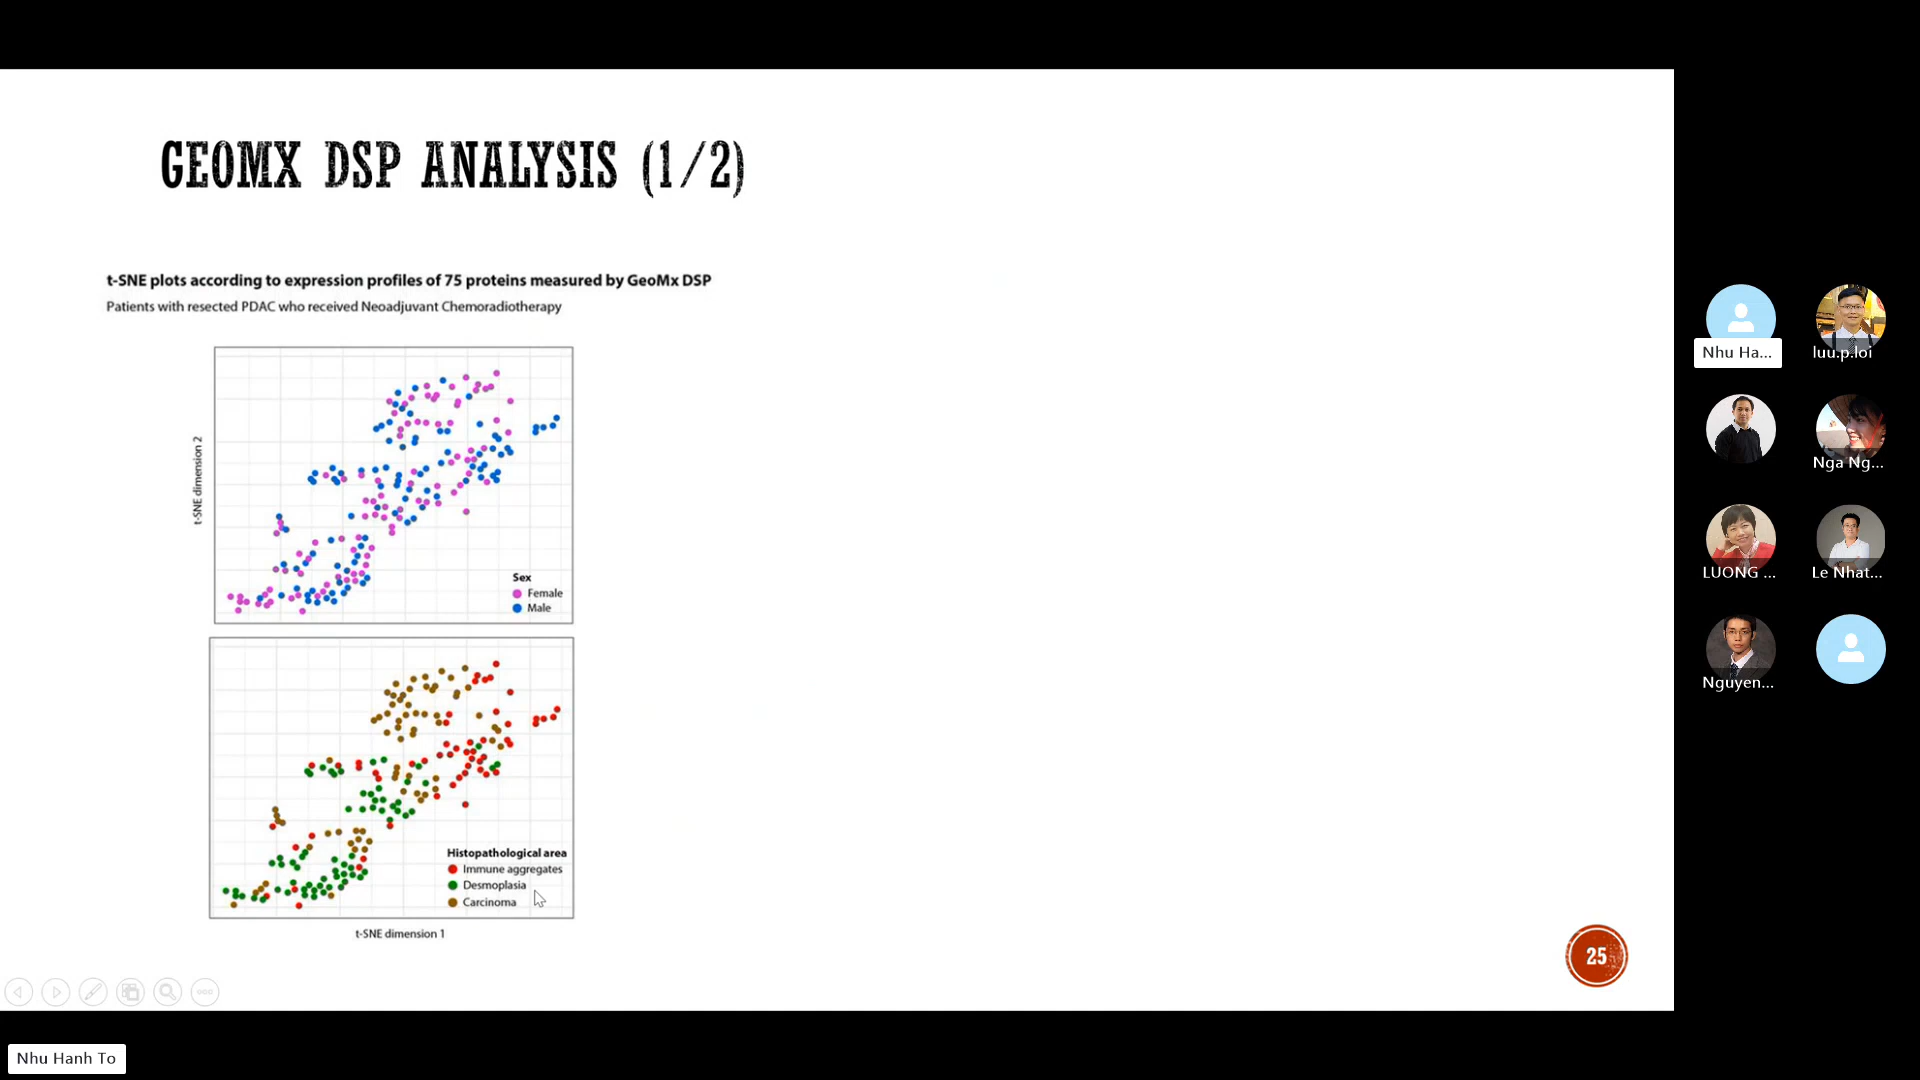 GEOMX DSP ANALYSIS (1/2)
t-SNE plots according to expression profiles of 75 proteins measured by GeoMx DSP
Patients with resected PDAC who received Neoadjuvant Chemoradiotherapy
t-SNE dimension 2
Sex
Female
Male
Histopathological area
Immune aggregates
Desmoplasia
Carcinoma
t-SNE dimension 1
25
Nhu Ha...
luu.p.loi
Nga Ng...
LUONG ...
Le Nhat...
Nguyen...
Nhu Hanh To